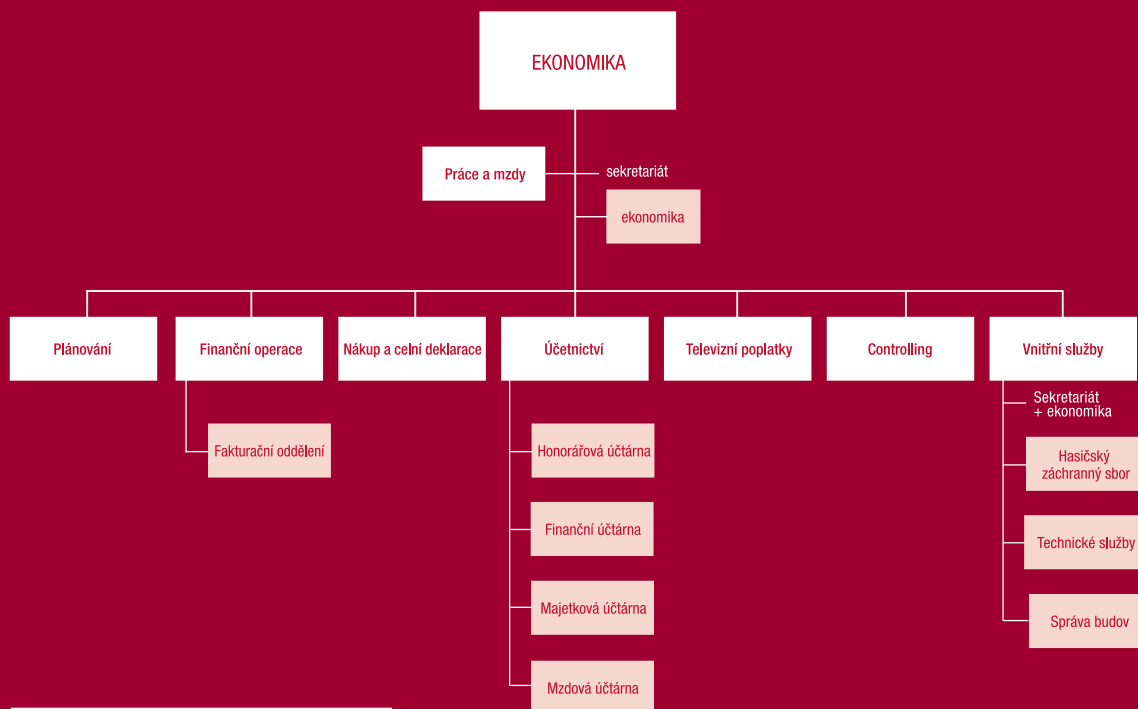 EKONOMIKA
Práce a mzdy
sekretariát
ekonomika
Plánování
Finanční operace
Nákup a celní deklarace
Účetnictví
Televizní poplatky
Controlling
Vnitřní služby
Fakturační oddělení
Honorářová účtárna
Finanční účtárna
Majetková účtárna
Mzdová účtárna
Sekretariát
+ ekonomika
Hasičský
záchranný sbor
Technické služby
Správa budov